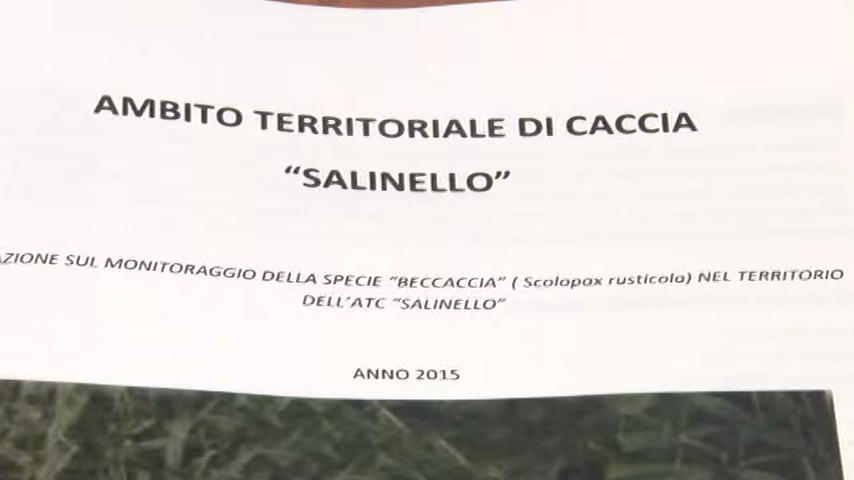 AMBITO TERRITORIALE DI CACCIA
“SALINELLO”
AZIONE SUL MONITORAGGIO DELLA SPECIE “BECCACCIA” ( Scolopax rusticola) NEL TERRITORIO
DELL’ATC “SALINELLO”
ANNO 2015